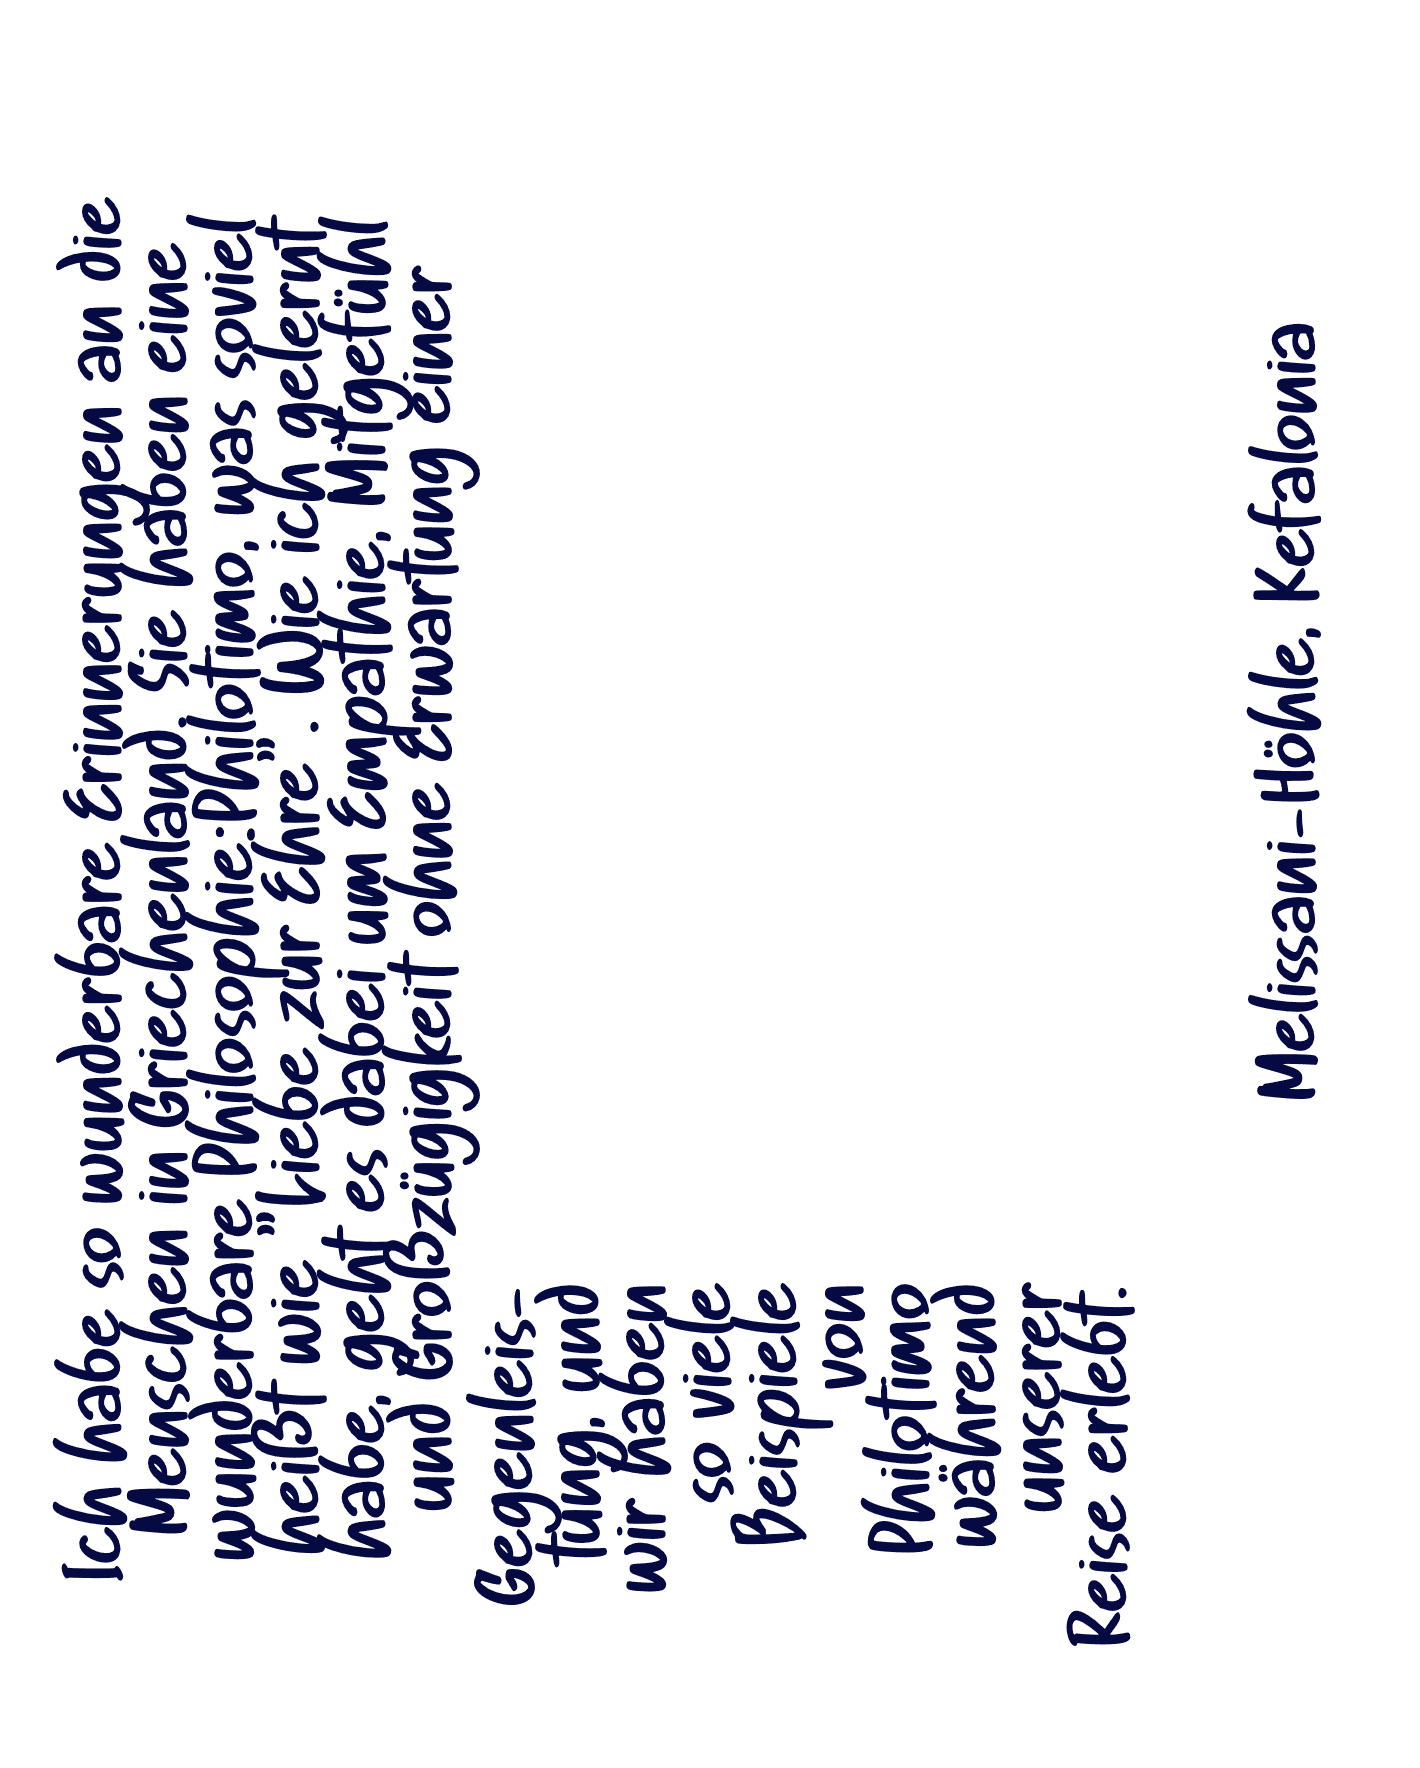 Ich habe so wunderbare Erinnerungen an die
Menschen in Griechenland. Sie haben eine
wunderbare Philosophie:Philotimo, was soviel
heißt wie " Liebe zur Ehre" . Wie ich gelernt
habe, geht es dabei um Empathie, Mitgefühl
und Großzügigkeit ohne Erwartung einer
Gegenleis-
tung, und
wir haben
so viele
Beispiele
von
Philotimo
während
unserer
Reise erlebt.
Melissani-Höhle, Kefalonia